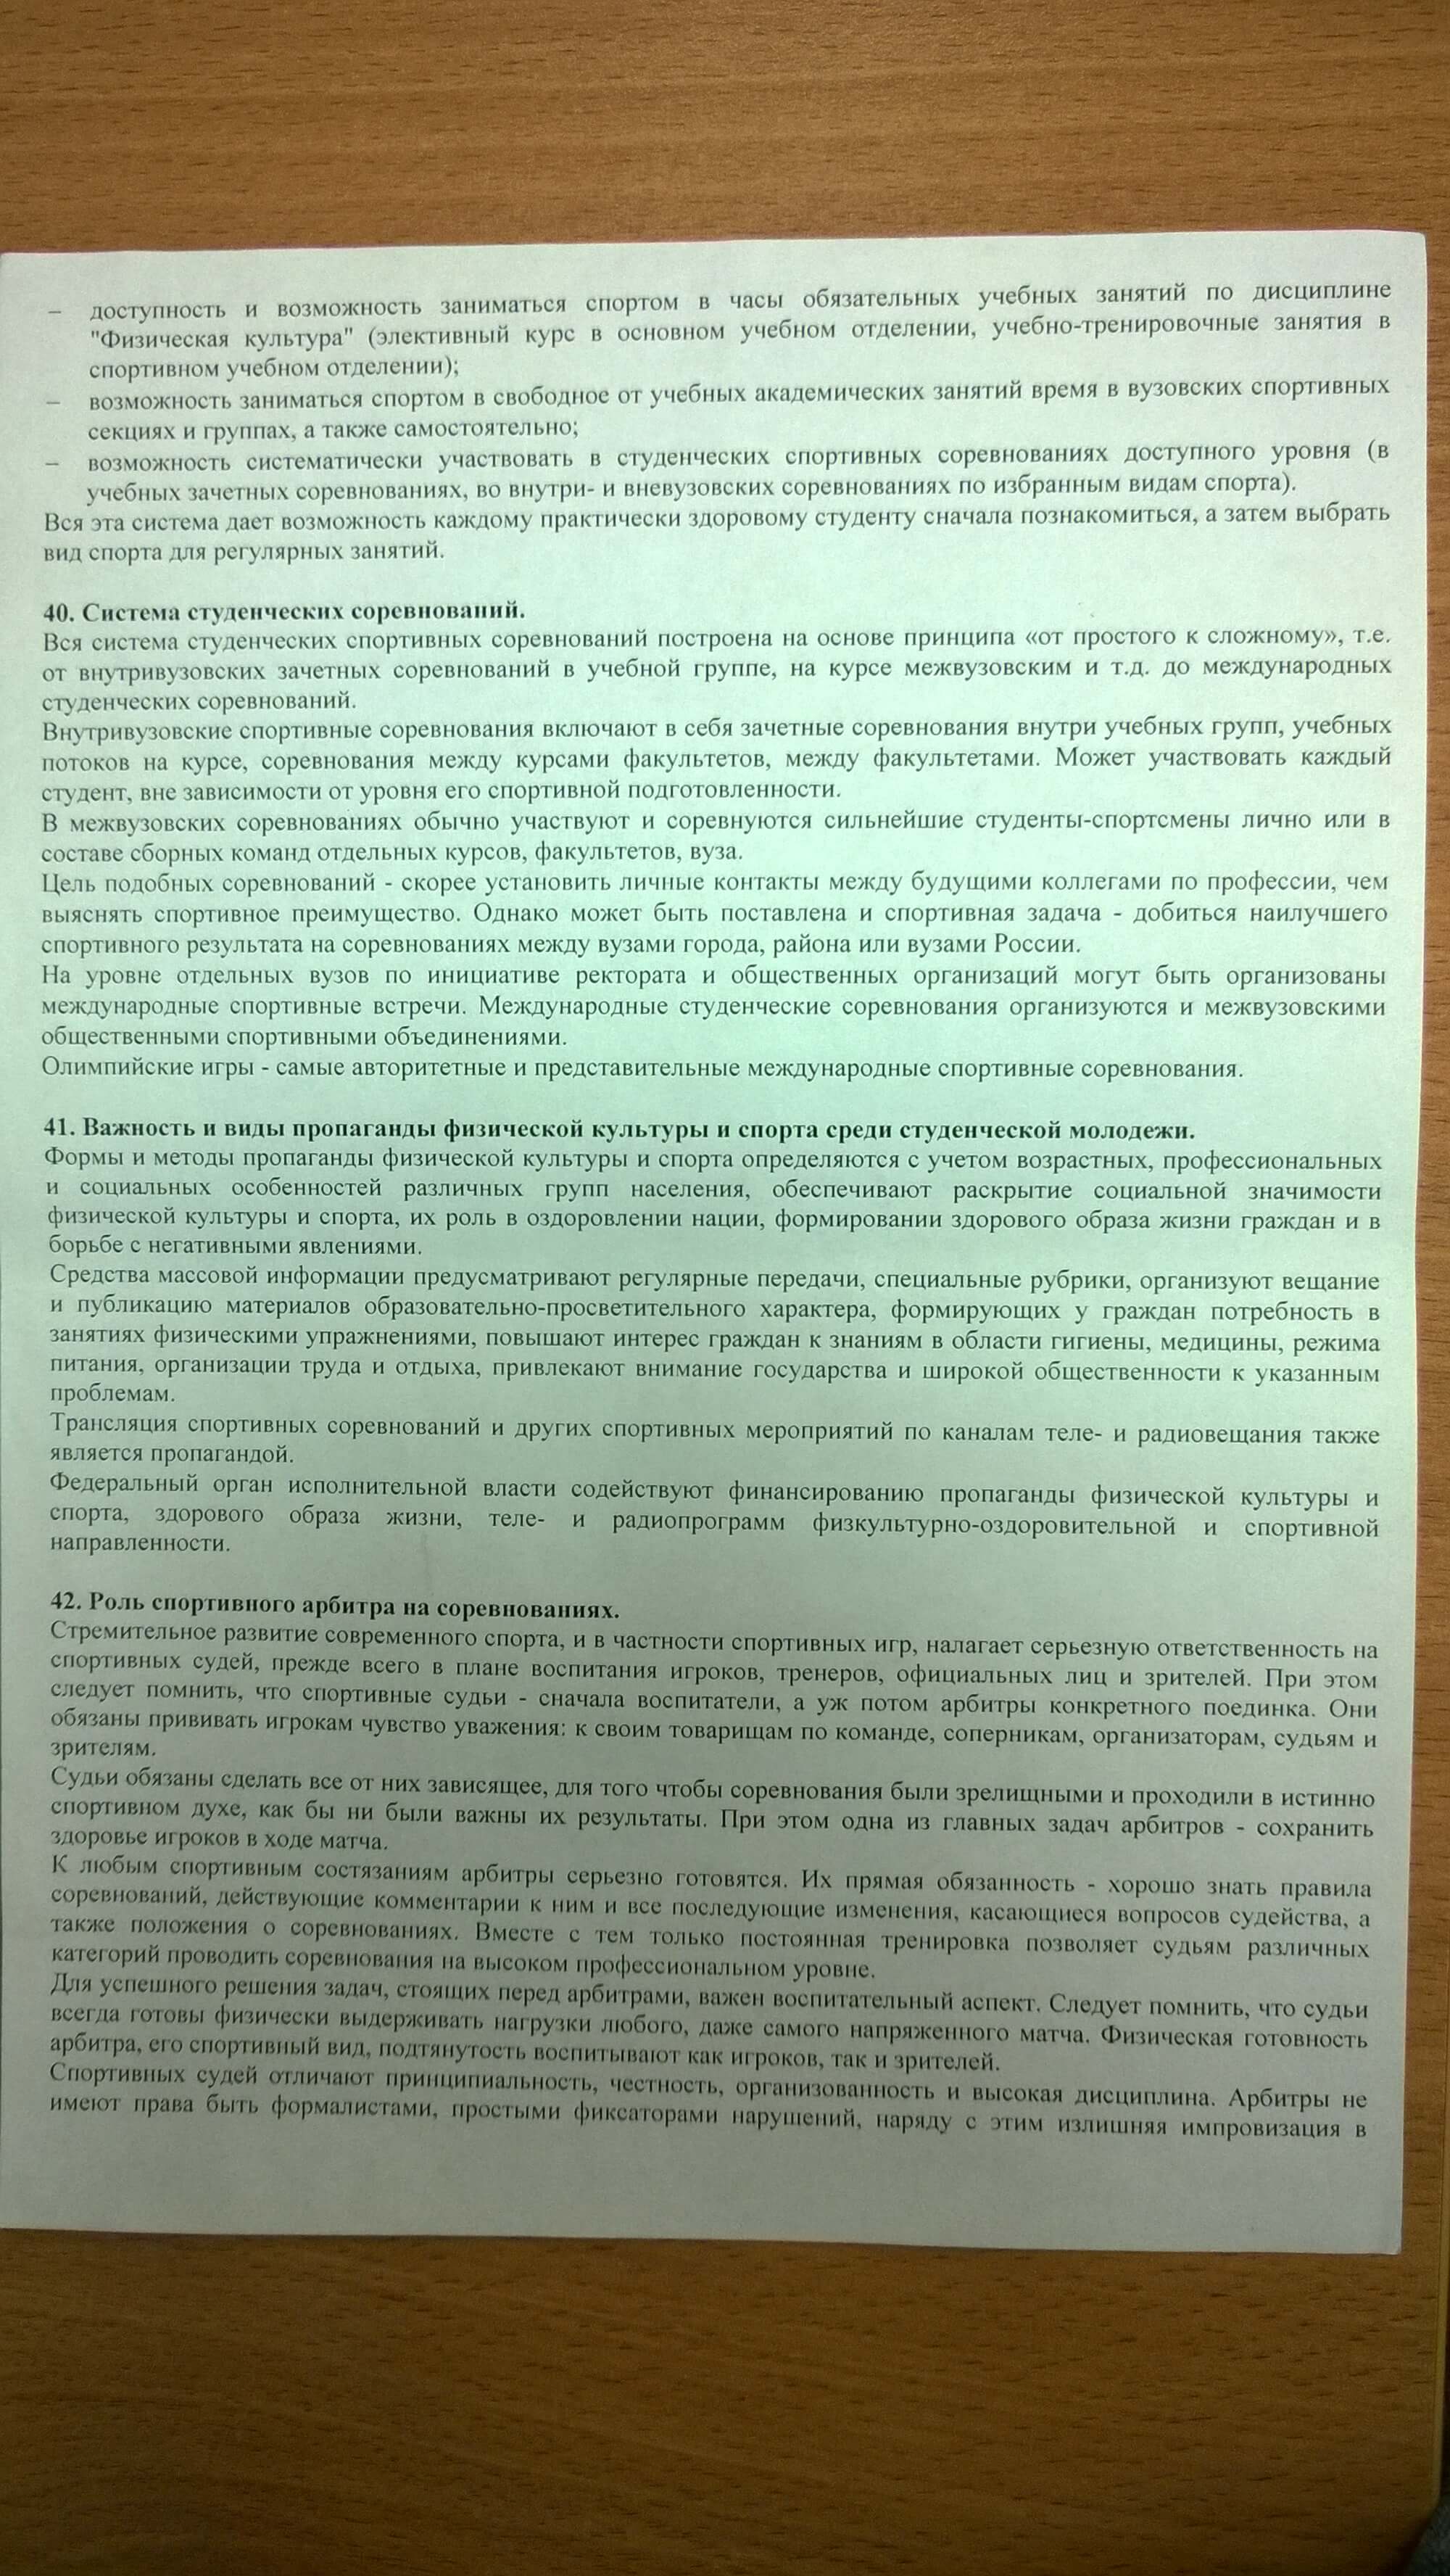 – доступность и возможность заниматься спортом в часы обязательных учебных занятий по дисциплине
"Физическая культура" (элективный курс в основном учебном отделении, учебно-тренировочные занятия в
спортивном учебном отделении);
– возможность заниматься спортом в свободное от учебных академических занятий время в вузовских спортивных
секциях и группах, а также самостоятельно;
– возможность систематически участвовать в студенческих спортивных соревнованиях доступного уровня (в
учебных зачетных соревнованиях, во внутри- и вневузовских соревнованиях по избранным видам спорта).
Вся эта система дает возможность каждому практически здоровому студенту сначала познакомиться, а затем выбрать
вид спорта для регулярных занятий.
40. Система студенческих соревнований.
Вся система студенческих спортивных соревнований построена на основе принципа «от простого к сложному», т.е.
от внутривузовских зачетных соревнований в учебной группе, на курсе межвузовским и т.д. до международных
студенческих соревнований.
Внутривузовские спортивные соревнования включают в себя зачетные соревнования внутри учебных групп, учебных
потоков на курсе, соревнования между курсами факультетов, между факультетами. Может участвовать каждый
студент, вне зависимости от уровня его спортивной подготовленности.
В межвузовских соревнованиях обычно участвуют и соревнуются сильнейшие студенты-спортсмены лично или в
составе сборных команд отдельных курсов, факультетов, вуза.
Цель подобных соревнований - скорее установить личные контакты между будущими коллегами по профессии, чем
выяснять спортивное преимущество. Однако может быть поставлена и спортивная задача - добиться наилучшего
спортивного результата на соревнованиях между вузами города, района или вузами России.
На уровне отдельных вузов по инициативе ректората и общественных организаций могут быть организованы
международные спортивные встречи. Международные студенческие соревнования организуются и межвузовскими
общественными спортивными объединениями.
Олимпийские игры - самые авторитетные и представительные международные спортивные соревнования.
41. Важность и виды пропаганды физической культуры и спорта среди студенческой молодежи.
Формы и методы пропаганды физической культуры и спорта определяются с учетом возрастных, профессиональных
и социальных особенностей различных групп населения, обеспечивают раскрытие социальной значимости
физической культуры и спорта, их роль в оздоровлении нации, формировании здорового образа жизни граждан и в
борьбе с негативными явлениями.
Средства массовой информации предусматривают регулярные передачи, специальные рубрики, организуют вещание
и публикацию материалов образовательно-просветительного характера, формирующих у граждан потребность в
занятиях физическими упражнениями, повышают интерес граждан к знаниям в области гигиены, медицины, режима
питания, организации труда и отдыха, привлекают внимание государства и широкой общественности к указанным
проблемам.
Трансляция спортивных соревнований и других спортивных мероприятий по каналам теле- и радиовещания также
является пропагандой.
Федеральный орган исполнительной власти содействуют финансированию пропаганды физической культуры и
спорта, здорового образа жизни, теле- и радиопрограмм физкультурно-оздоровительной и спортивной
направленности.
42. Роль спортивного арбитра на соревнованиях.
Стремительное развитие современного спорта, и в частности спортивных игр, налагает серьезную ответственность на
спортивных судей, прежде всего в плане воспитания игроков, тренеров, официальных лиц и зрителей. При этом
следует помнить, что спортивные судьи - сначала воспитатели, а уж потом арбитры конкретного поединка. Они
обязаны прививать игрокам чувство уважения: к своим товарищам по команде, соперникам, организаторам, судьям и
зрителям.
Судьи обязаны сделать все от них зависящее, для того чтобы соревнования были зрелищными и проходили в истинно
спортивном духе, как бы ни были важны их результаты. При этом одна из главных задач арбитров - сохранить
здоровье игроков в ходе матча.
К любым спортивным состязаниям арбитры серьезно готовятся. Их прямая обязанность - хорошо знать правила
соревнований, действующие комментарии к ним и все последующие изменения, касающиеся вопросов судейства, а
также положения о соревнованиях. Вместе с тем только постоянная тренировка позволяет судьям различных
категорий проводить соревнования на высоком профессиональном уровне.
Для успешного решения задач, стоящих перед арбитрами, важен воспитательный аспект. Следует помнить, что судьи
всегда готовы физически выдерживать нагрузки любого, даже самого напряженного матча. Физическая готовность
арбитра, его спортивный вид, подтянутость воспитывают как игроков, так и зрителей.
Спортивных судей отличают принципиальность, честность, организованность и высокая дисциплина. Арбитры не
имеют права быть формалистами, простыми фиксаторами нарушений, наряду с этим излишняя импровизация в